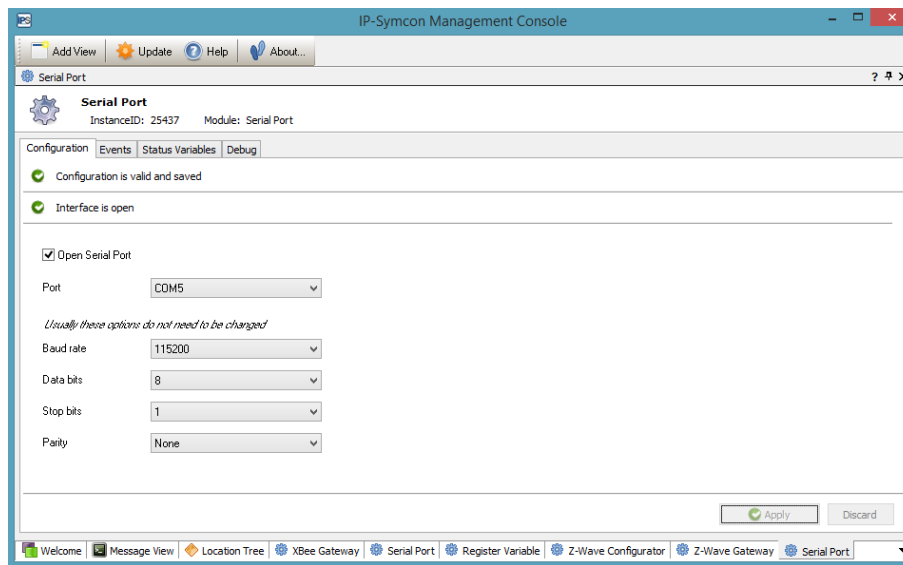 IPS IP-Symcon Management Console
Add View Update Help About...
Serial Port ?
Serial Port
InstanceID: 25437 Module: Serial Port
Configuration Events Status Variables Debug
Configuration is valid and saved
Interface is open
Open Serial Port
Port COM5
Usually these options do not need to be changed
Baud rate 115200
Data bits 8
Stop bits 1
Parity None
Apply Discard
Welcome Message View Location Tree XBee Gateway Serial Port Register Variable Z-Wave Configurator Z-Wave Gateway Serial Port